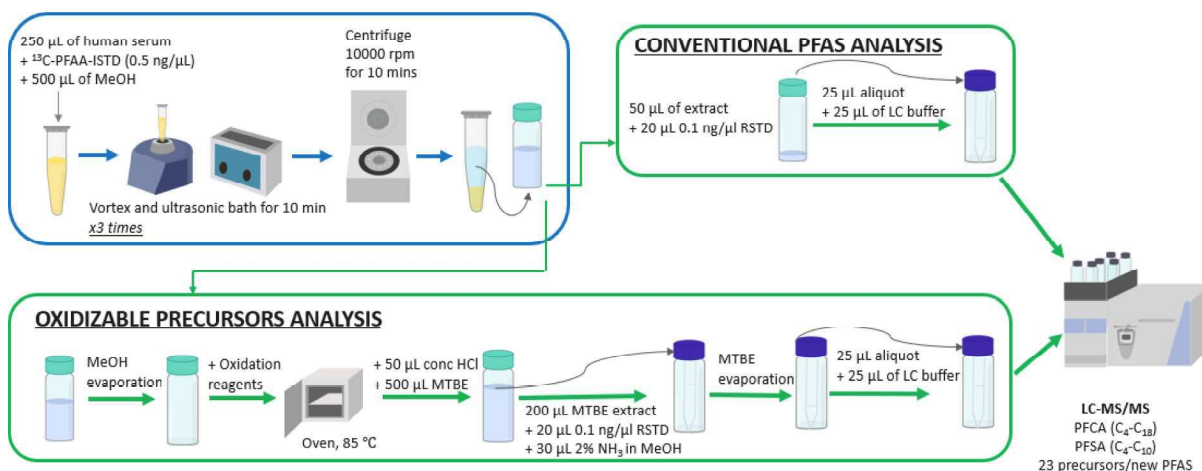 250 µL of human serum
+ ¹³C-PFAA-ISTD (0.5 ng/µL)
+ 500 µL of MeOH
Vortex and ultrasonic bath for 10 min
x3 times
Centrifuge
10000 rpm
for 10 mins
CONVENTIONAL PFAS ANALYSIS
50 µL of extract
+ 20 µL 0.1 ng/µl RSTD
25 µL aliquot
+ 25 µL of LC buffer
OXIDIZABLE PRECURSORS ANALYSIS
MeOH
evaporation
+ Oxidation
reagents
Oven, 85 °C
+ 50 µL conc HCl
+ 500 µL MTBE
200 µL MTBE extract
+ 20 µL 0.1 ng/µl RSTD
+ 30 µL 2% NH₃ in MeOH
MTBE
evaporation
25 µL aliquot
+ 25 µL of LC buffer
LC-MS/MS
PFCA (C₄-C₁₈)
PFSA (C₄-C₁₀)
23 precursors/new PFAS